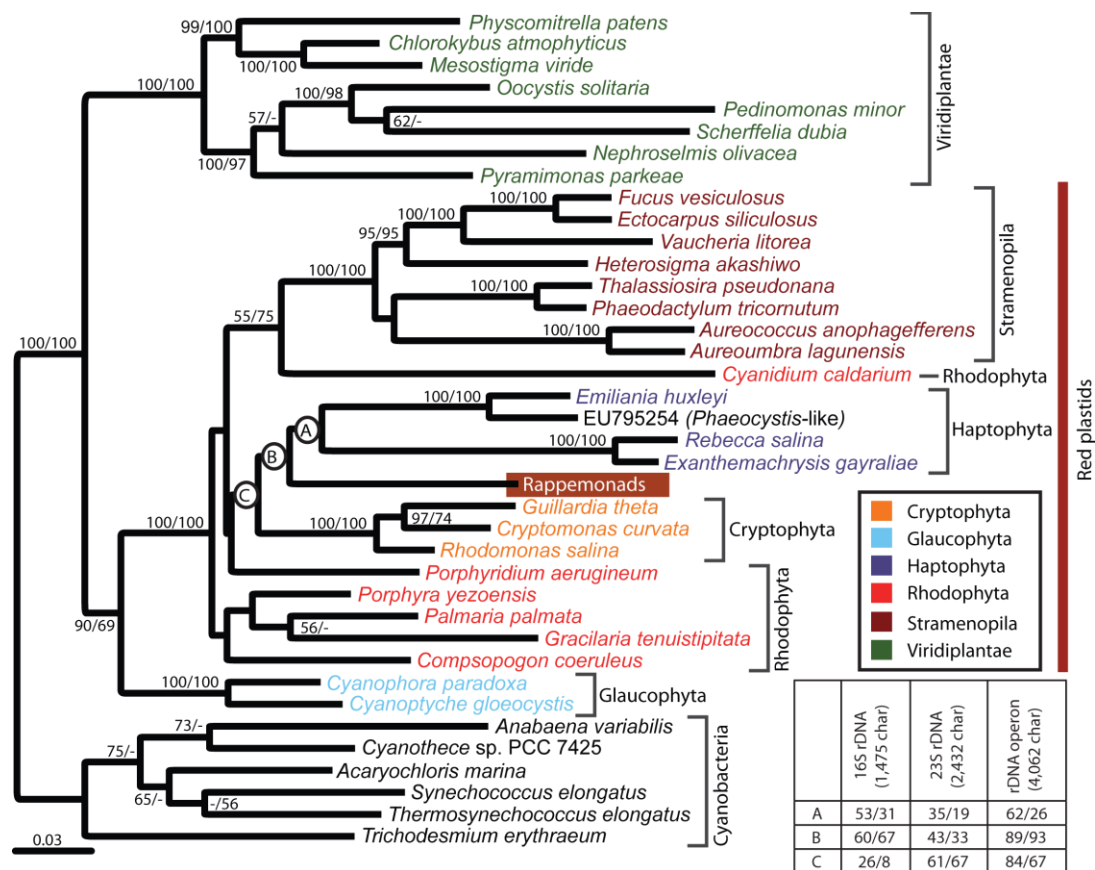 99/100
Physcomitrella patens
Chlorokybus atmophyticus
100/100
Mesostigma viride
100/100
Oocystis solitaria
100/98
Pedinomonas minor
57/-
62/-
Scherffelia dubia
Nephroselmis olivacea
100/97
Pyramimonas parkeae
Viridiplantae
Fucus vesiculosus
100/100
Ectocarpus siliculosus
100/100
95/95
Vaucheria litorea
Heterosigma akashiwo
100/100
Thalassiosira pseudonana
100/100
Phaeodactylum tricornutum
55/75
Aureococcus anophagefferens
100/100
Aureoumbra lagunensis
Stramenopila
100/100
Cyanidium caldarium
Rhodophyta
Emiliania huxleyi
100/100
EU795254 (Phaeocystis-like)
A
100/100
Rebecca salina
Exanthemachrysis gayraliae
Haptophyta
B
Rappemonads
C
Guillardia theta
97/74
100/100
100/100
Cryptomonas curvata
Rhodomonas salina
Cryptophyta
Porphyridium aerugineum
Porphyra yezoensis
Palmaria palmata
56/-
Gracilaria tenuistipitata
90/69
Compsopogon coeruleus
Rhodophyta
Red plastids
100/100
Cyanophora paradoxa
Cyanoptyche gloeocystis
Glaucophyta
73/-
Anabaena variabilis
75/-
Cyanothece sp. PCC 7425
Acaryochloris marina
65/-
-/56
Synechococcus elongatus
Thermosynechococcus elongatus
Trichodesmium erythraeum
Cyanobacteria
0.03
Cryptophyta
Glaucophyta
Haptophyta
Rhodophyta
Stramenopila
Viridiplantae
16S rDNA
(1,475 char)
23S rDNA
(2,432 char)
rDNA operon
(4,062 char)
A 53/31 35/19 62/26
B 60/67 43/33 89/93
C 26/8 61/67 84/67